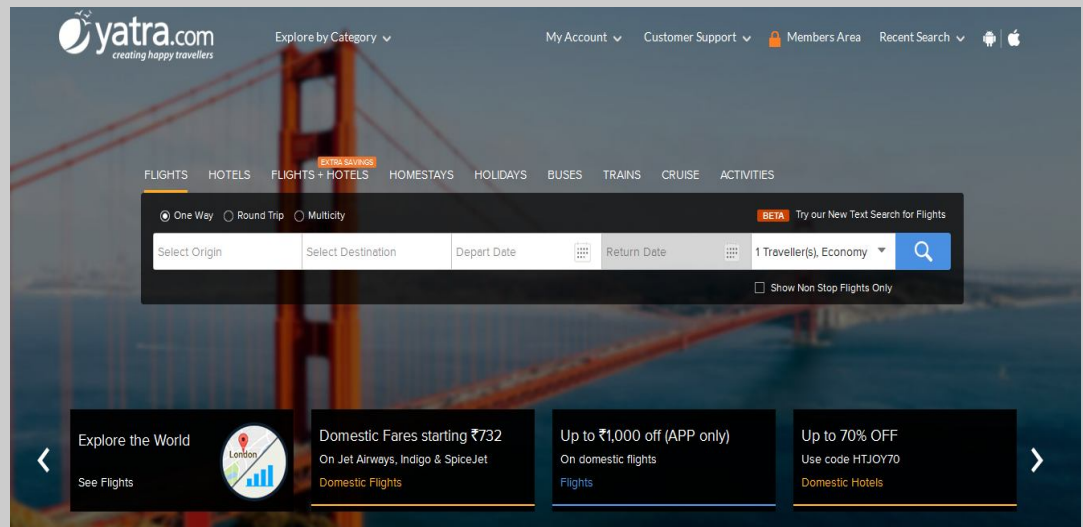 yatra.com
creating happy travellers
Explore by Category
My Account
Customer Support
Members Area
Recent Search
EXTRA SAVINGS
FLIGHTS HOTELS FLIGHTS + HOTELS HOMESTAYS HOLIDAYS BUSES TRAINS CRUISE ACTIVITIES
One Way Round Trip Multicity
BETA Try our New Text Search for Flights
Select Origin
Select Destination
Depart Date
Return Date
1 Traveller(s), Economy
Show Non Stop Flights Only
Explore the World
See Flights
London
Domestic Fares starting ₹732
On Jet Airways, Indigo & SpiceJet
Domestic Flights
Up to ₹1,000 off (APP only)
On domestic flights
Flights
Up to 70% OFF
Use code HTJOY70
Domestic Hotels